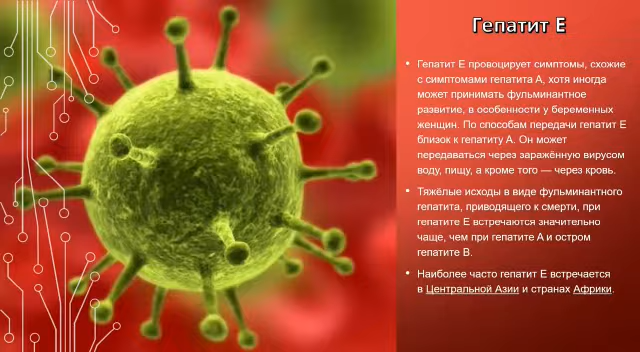 Гепатит Е
• Гепатит Е провоцирует симптомы, схожие
с симптомами гепатита А, хотя иногда
может принимать фульминантное
развитие, в особенности у беременных
женщин. По способам передачи гепатит Е
близок к гепатиту А. Он может
передаваться через заражённую вирусом
воду, пищу, а кроме того — через кровь.
• Тяжёлые исходы в виде фульминантного
гепатита, приводящего к смерти, при
гепатите Е встречаются значительно
чаще, чем при гепатите А и остром
гепатите В.
• Наиболее часто гепатит Е встречается
в Центральной Азии и странах Африки.